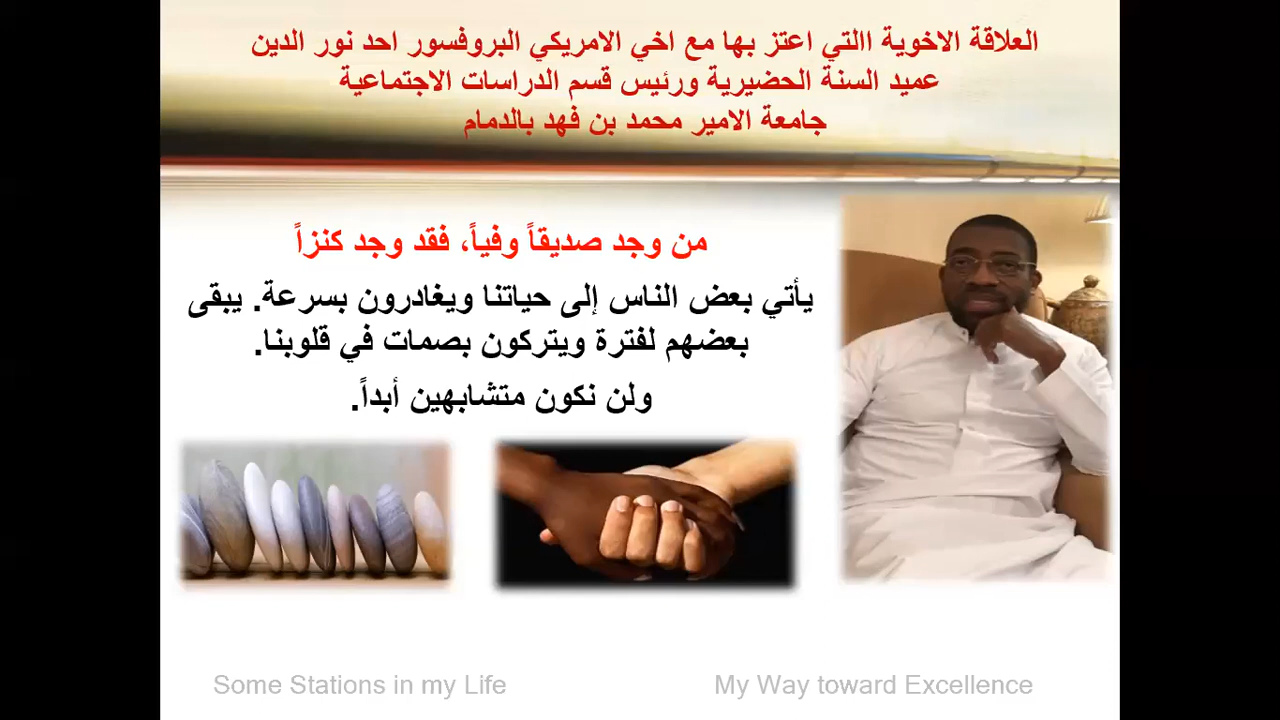 العلاقة الاخوية االتي اعتز بها مع اخي الامريكي البروفسور احد نور الدين
عميد السنة الحضيرية ورئيس قسم الدراسات الاجتماعية
جامعة الامير محمد بن فهد بالدمام
من وجد صديقاً وفياً، فقد وجد كنزاً
يأتي بعض الناس إلى حياتنا ويغادرون بسرعة. يبقى
بعضهم لفترة ويتركون بصمات في قلوبنا.
ولن نكون متشابهين أبداً.
Some Stations in my Life
My Way toward Excellence